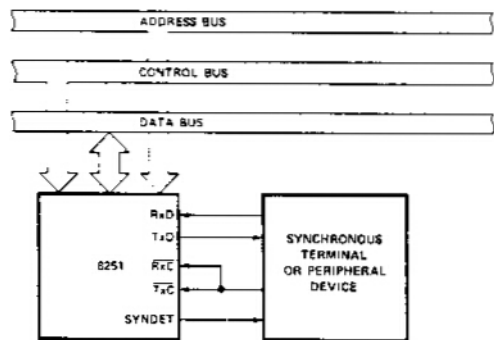 ADDRESS BUS
CONTROL BUS
DATA BUS
8251
RxD
TxD
RxC
TxC
SYNDET
SYNCHRONOUS
TERMINAL
OR PERIPHERAL
DEVICE